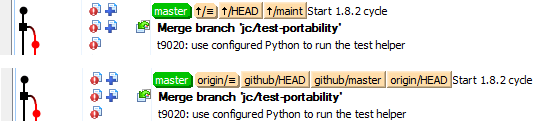 master ↑/≡ ↑/HEAD ↑/maint Start 1.8.2 cycle
Merge branch 'jc/test-portability'
t9020: use configured Python to run the test helper
master origin/≡ github/HEAD github/master origin/HEAD Start 1.8.2 cycle
Merge branch 'jc/test-portability'
t9020: use configured Python to run the test helper